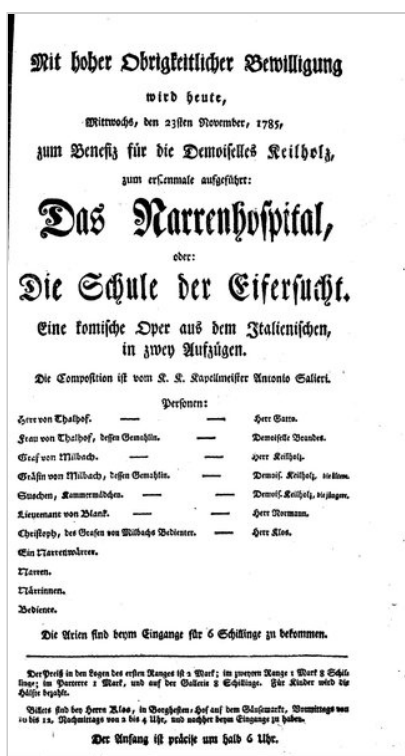 Mit hoher Obrigkeitlicher Bewilligung
wird heute,
Mittwochs, den 23sten November, 1785,
zum Benefiz für die Demoiselles Keilholz,
zum erstenmale aufgeführt:
Das Narrenhospital,
oder:
Die Schule der Eifersucht.
Eine komische Oper aus dem Italienischen,
in zwey Aufzügen.
Die Composition ist vom K. K. Kapellmeister Antonio Salieri.
Personen:
Herr von Thalhof. — — Herr Gatto.
Frau von Thalhof, dessen Gemahlin. — Demoiselle Brandes.
Graf von Milbach. — — Herr Keilholz.
Gräfin von Milbach, dessen Gemahlin. — Demois. Keilholz, die ältere.
Suschen, Kammermädchen. — — Demois. Keilholz, die jüngere.
Lieutenant von Blank. — — Herr Normann.
Christoph, des Grafen von Milbachs Bedienter. — Herr Klos.
Ein Narrenwärter.
Narren.
Närrinnen.
Bediente.
Die Arien sind beym Eingange für 6 Schillinge zu bekommen.
Der Preiß in den Logen des ersten Ranges ist 2 Mark; im zweyten Range 1 Mark 8 Schil-
linge; im Parterre 1 Mark, und auf der Gallerie 8 Schillinge. Für Kinder wird die
Hälfte bezahlt.
Billets sind bey Herrn Klos, in Borghesten-Hof auf dem Gänsemarkt, Vormittags von
10 bis 12, Nachmittags von 2 bis 4 Uhr, und nachher beym Eingange zu haben.
Der Anfang ist präcise um halb 6 Uhr.